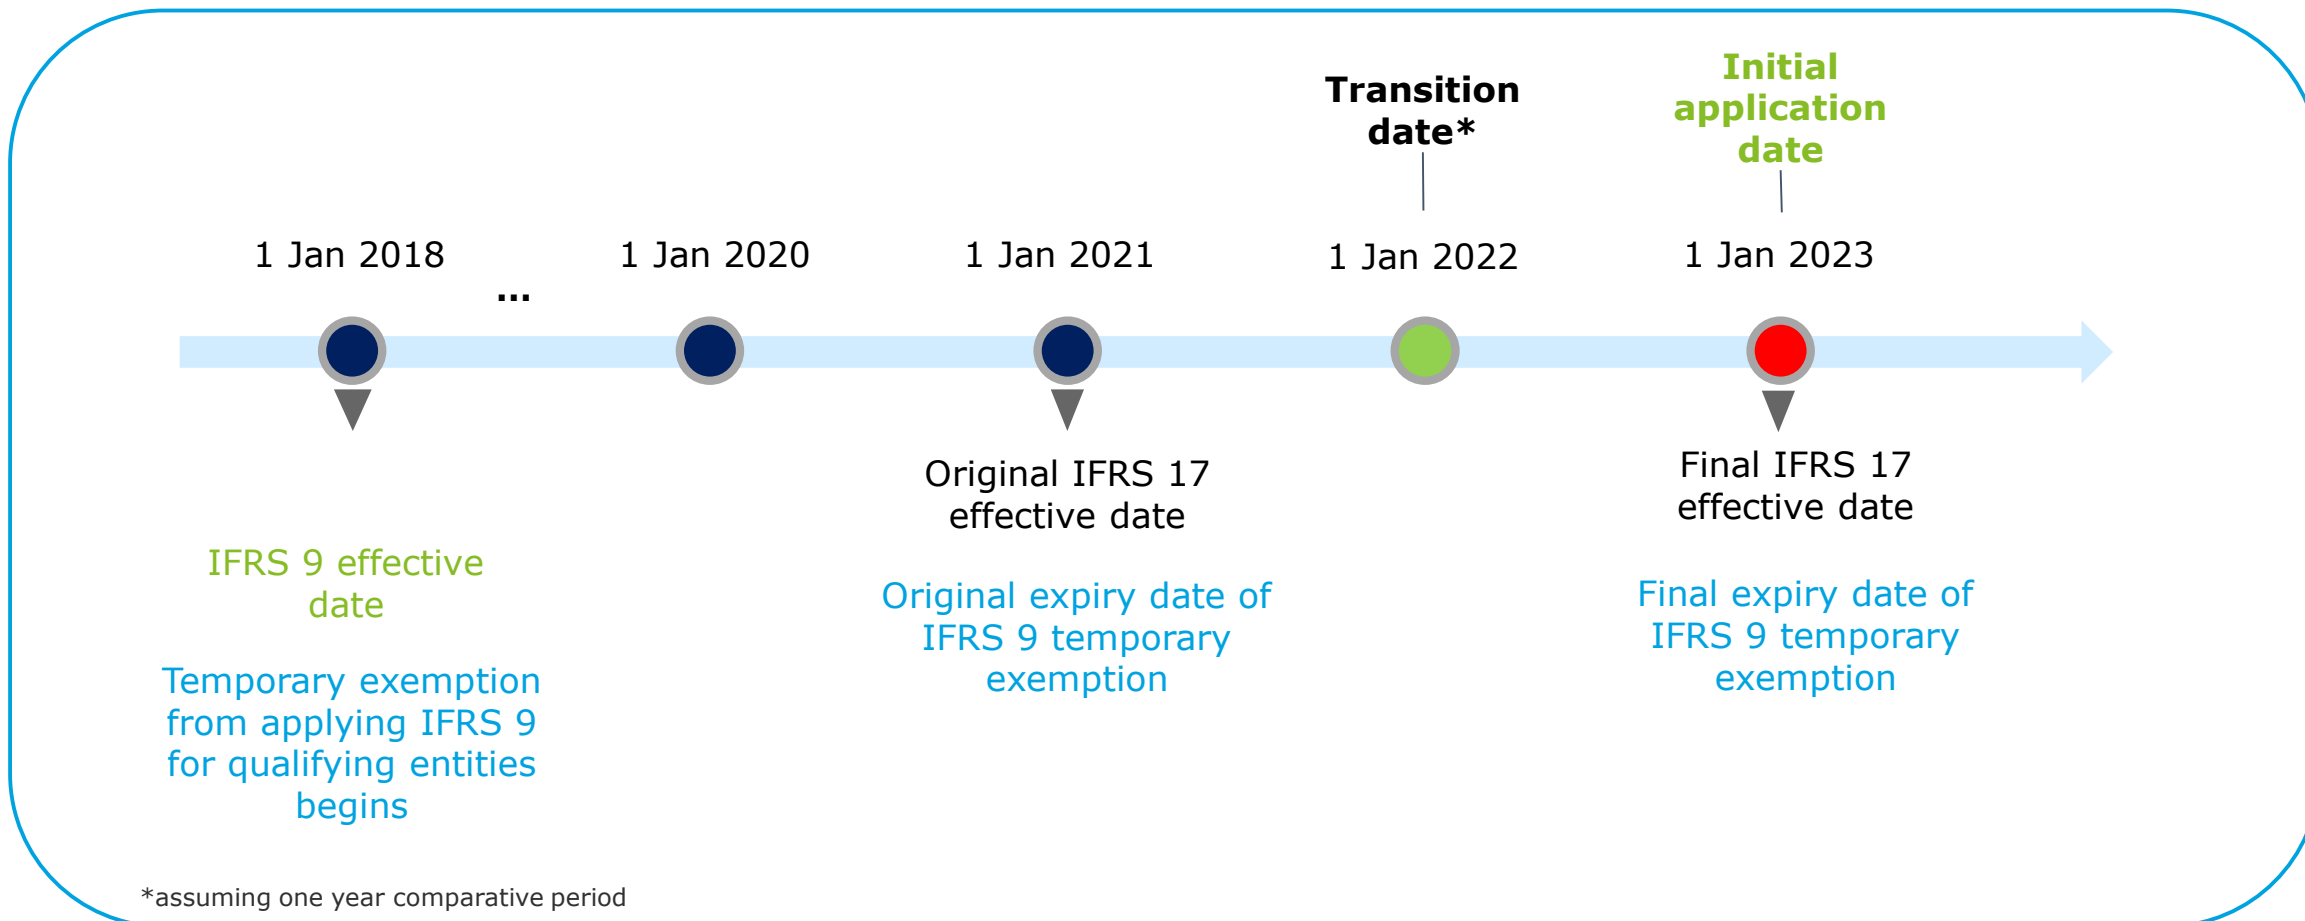 Transition
date*
Initial
application
date
1 Jan 2018
...
1 Jan 2020
1 Jan 2021
1 Jan 2022
1 Jan 2023
IFRS 9 effective
date
Temporary exemption
from applying IFRS 9
for qualifying entities
begins
Original IFRS 17
effective date
Original expiry date of
IFRS 9 temporary
exemption
Final IFRS 17
effective date
Final expiry date of
IFRS 9 temporary
exemption
*assuming one year comparative period